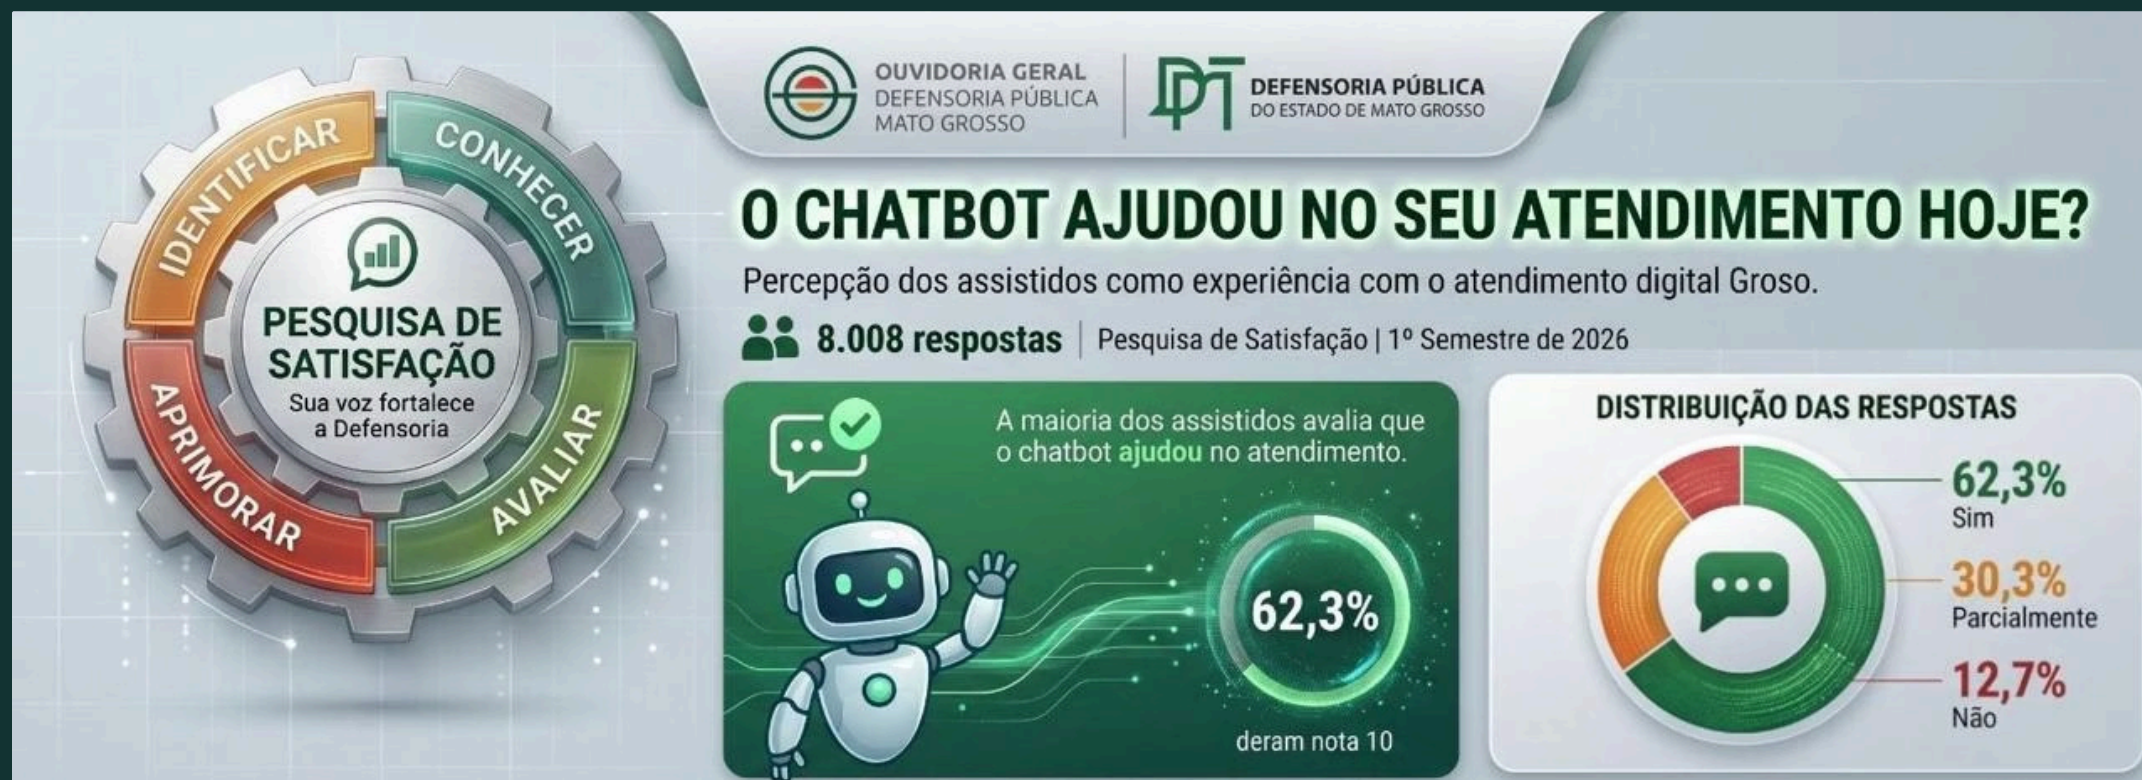 IDENTIFICAR
CONHECER
APRIMORAR
AVALIAR
PESQUISA DE
SATISFAÇÃO
Sua voz fortalece
a Defensoria
OUVIDORIA GERAL
DEFENSORIA PÚBLICA
MATO GROSSO
DPT
DEFENSORIA PÚBLICA
DO ESTADO DE MATO GROSSO
O CHATBOT AJUDOU NO SEU ATENDIMENTO HOJE?
Percepção dos assistidos como experiência com o atendimento digital Groso.
8.008 respostas | Pesquisa de Satisfação | 1º Semestre de 2026
A maioria dos assistidos avalia que
o chatbot ajudou no atendimento.
62,3%
deram nota 10
DISTRIBUIÇÃO DAS RESPOSTAS
62,3%
Sim
30,3%
Parcialmente
12,7%
Não